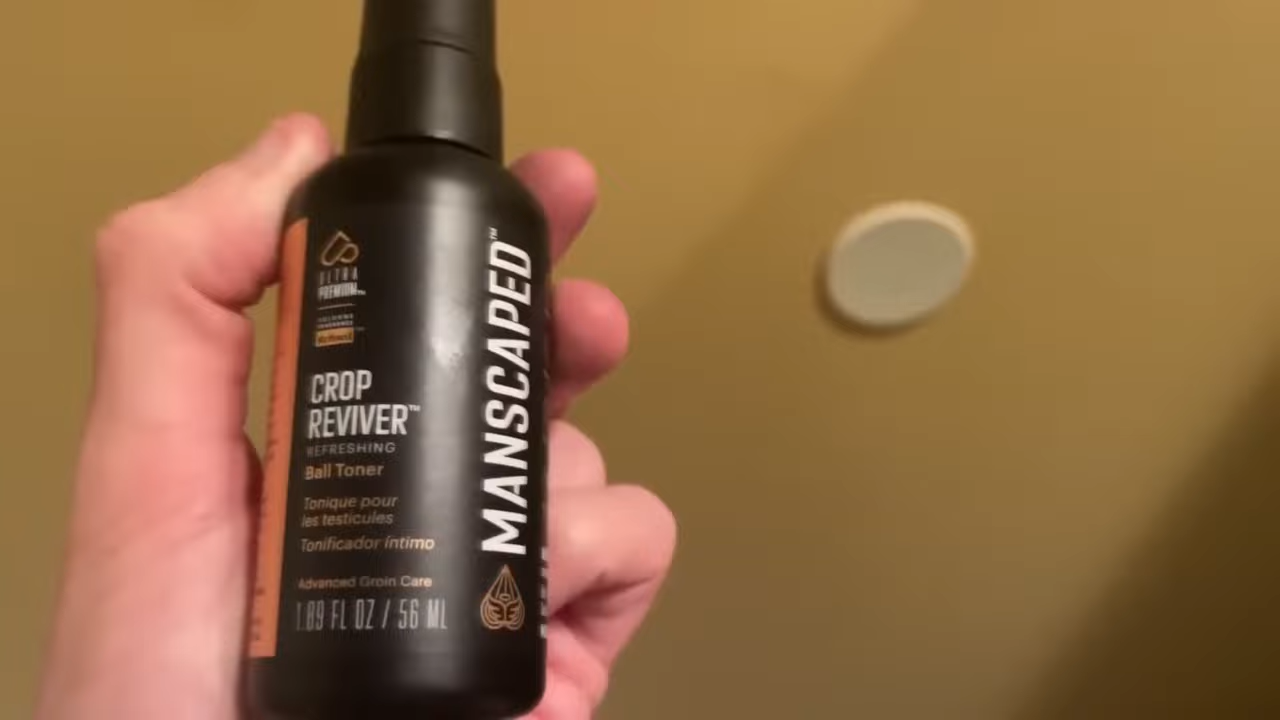 ULTRA
PREMIUM™
CROP
REVIVER™
REFRESHING
Ball Toner
Tonique pour
les testicules
Tonificador íntimo
Advanced Groin Care
1.89 FL OZ / 56 ML
MANSCAPED™